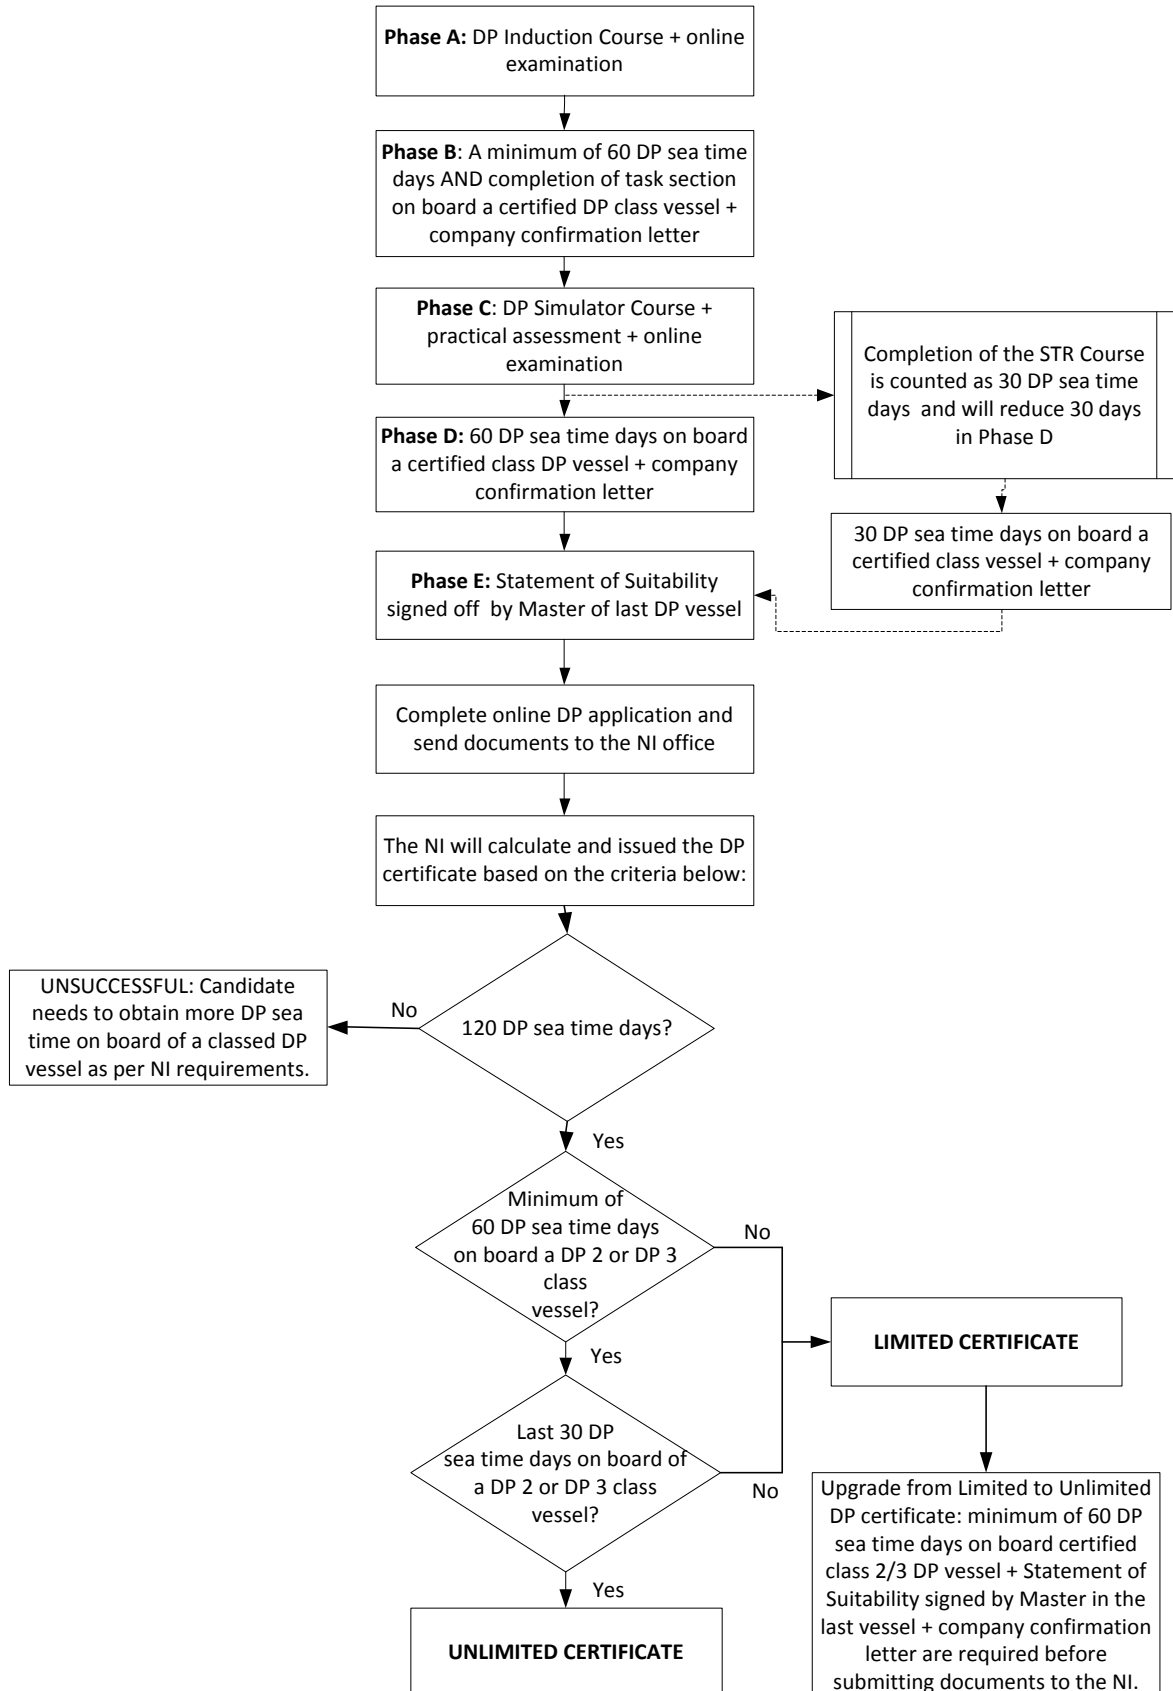 Phase A: DP Induction Course + online
examination
Phase B: A minimum of 60 DP sea time
days AND completion of task section
on board a certified DP class vessel +
company confirmation letter
Phase C: DP Simulator Course +
practical assessment + online
examination
Completion of the STR Course
is counted as 30 DP sea time
days and will reduce 30 days
in Phase D
Phase D: 60 DP sea time days on board
a certified class DP vessel + company
confirmation letter
30 DP sea time days on board a
certified class vessel + company
confirmation letter
Phase E: Statement of Suitability
signed off by Master of last DP vessel
Complete online DP application and
send documents to the NI office
The NI will calculate and issued the DP
certificate based on the criteria below:
120 DP sea time days?
No
UNSUCCESSFUL: Candidate
needs to obtain more DP sea
time on board of a classed DP
vessel as per NI requirements.
Yes
Minimum of
60 DP sea time days
on board a DP 2 or DP 3
class
vessel?
No
Yes
LIMITED CERTIFICATE
Last 30 DP
sea time days on board of
a DP 2 or DP 3 class
vessel?
No
Yes
UNLIMITED CERTIFICATE
Upgrade from Limited to Unlimited
DP certificate: minimum of 60 DP
sea time days on board certified
class 2/3 DP vessel + Statement of
Suitability signed by Master in the
last vessel + company confirmation
letter are required before
submitting documents to the NI.